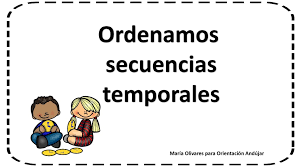 Ordenamos
secuencias
temporales
María Olivares para Orientación Andújar